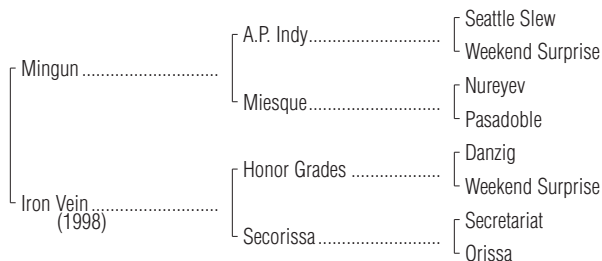 Seattle Slew
A.P. Indy..............................
Weekend Surprise
Mingun ...............................
Nureyev
Miesque..............................
Pasadoble
Danzig
Honor Grades ....................
Weekend Surprise
Iron Vein.............................
(1998)
Secretariat
Secorissa............................
Orissa